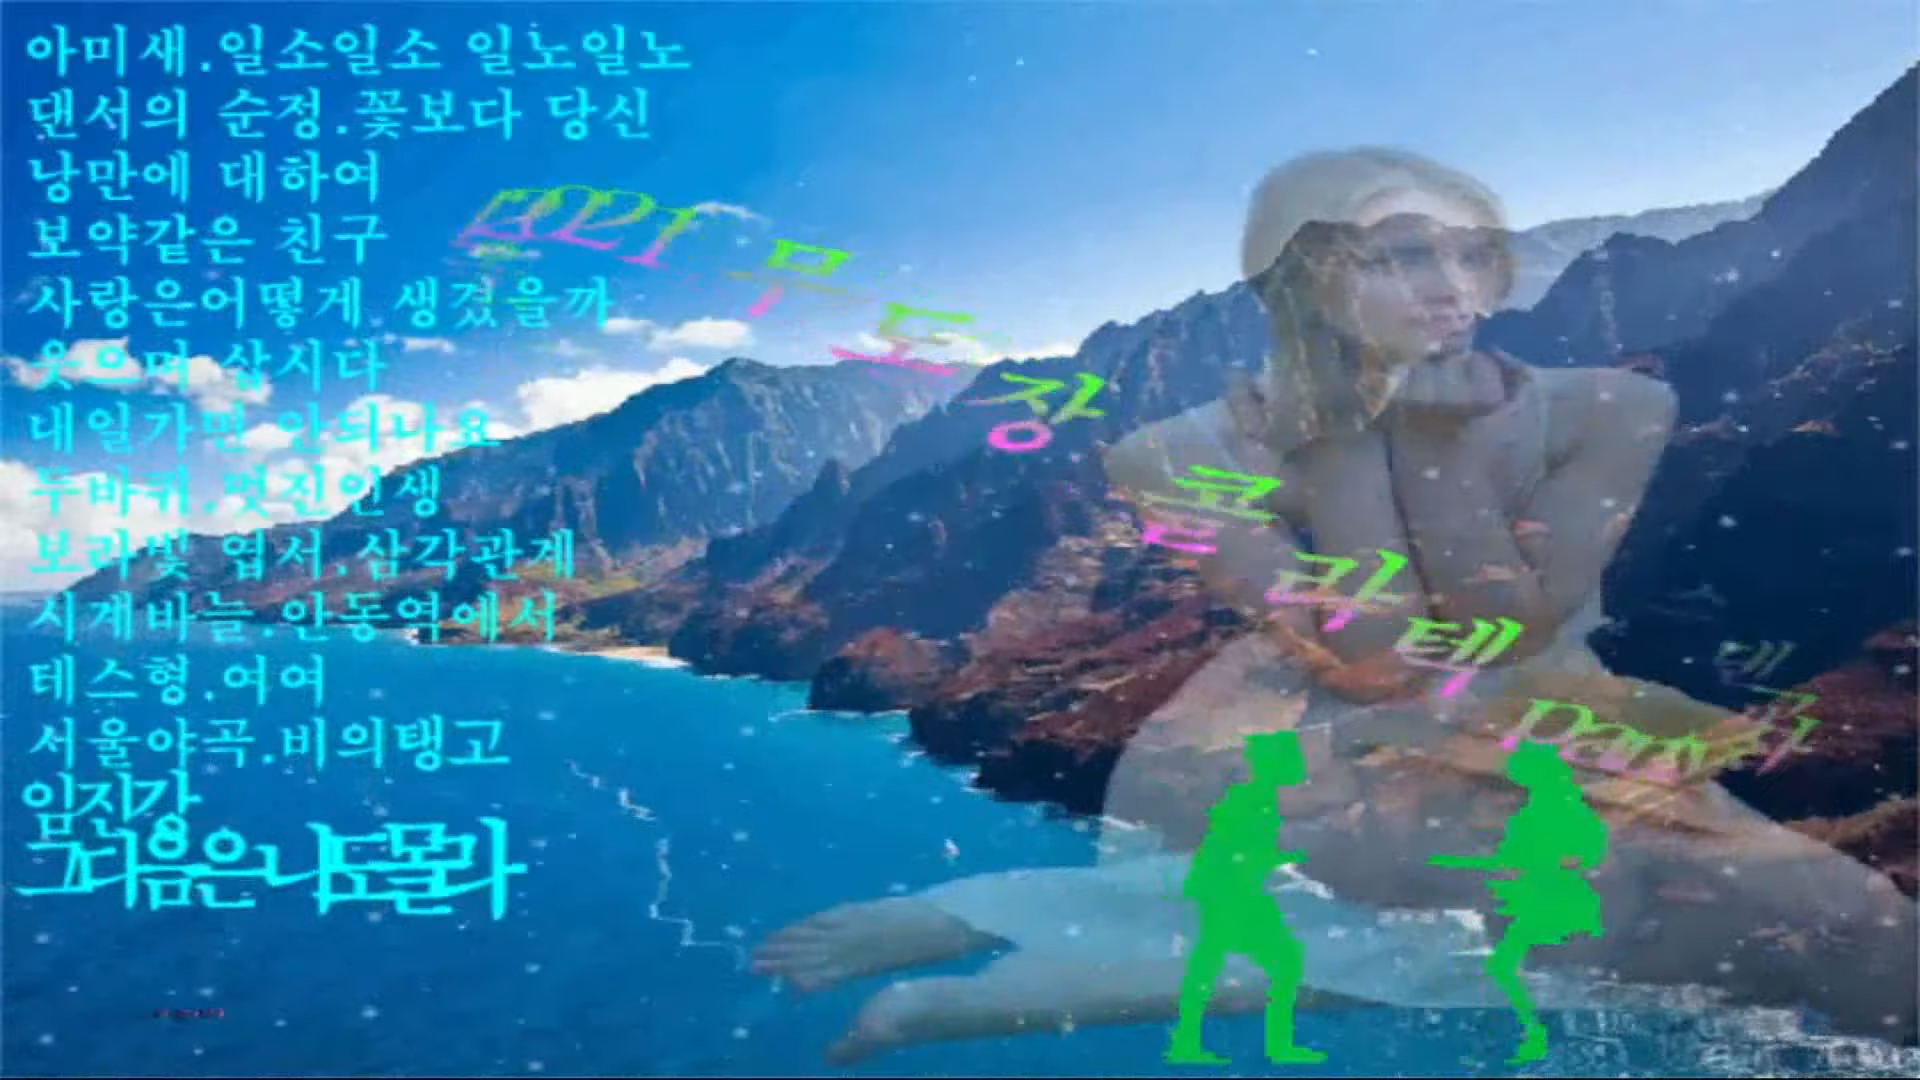 아미새.일소일소 일노일노
댄서의 순정.꽃보다 당신
낭만에 대하여
보약같은 친구
사랑은어떻게 생겼을까
웃으며 삽시다
내일가면 안되나요
두바퀴.멋진인생
보라빛 엽서.삼각관계
시계바늘.안동역에서
테스형.여여
서울야곡.비의탱고
임진강
그다음은나도몰라
2021 무 도 장 콜 라 텍